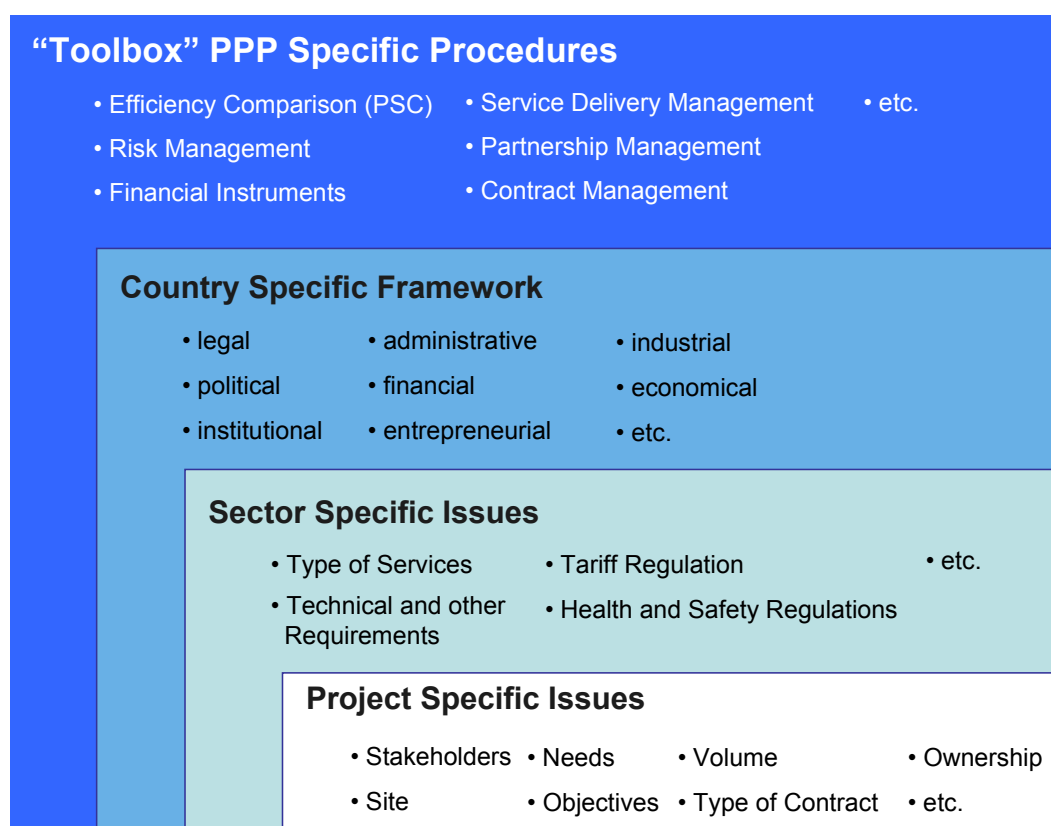 “Toolbox” PPP Specific Procedures
• Efficiency Comparison (PSC) • Service Delivery Management • etc.
• Risk Management • Partnership Management
• Financial Instruments • Contract Management
Country Specific Framework
• legal • administrative • industrial
• political • financial • economical
• institutional • entrepreneurial • etc.
Sector Specific Issues
• Type of Services • Tariff Regulation • etc.
• Technical and other • Health and Safety Regulations
Requirements
Project Specific Issues
• Stakeholders • Needs • Volume • Ownership
• Site • Objectives • Type of Contract • etc.